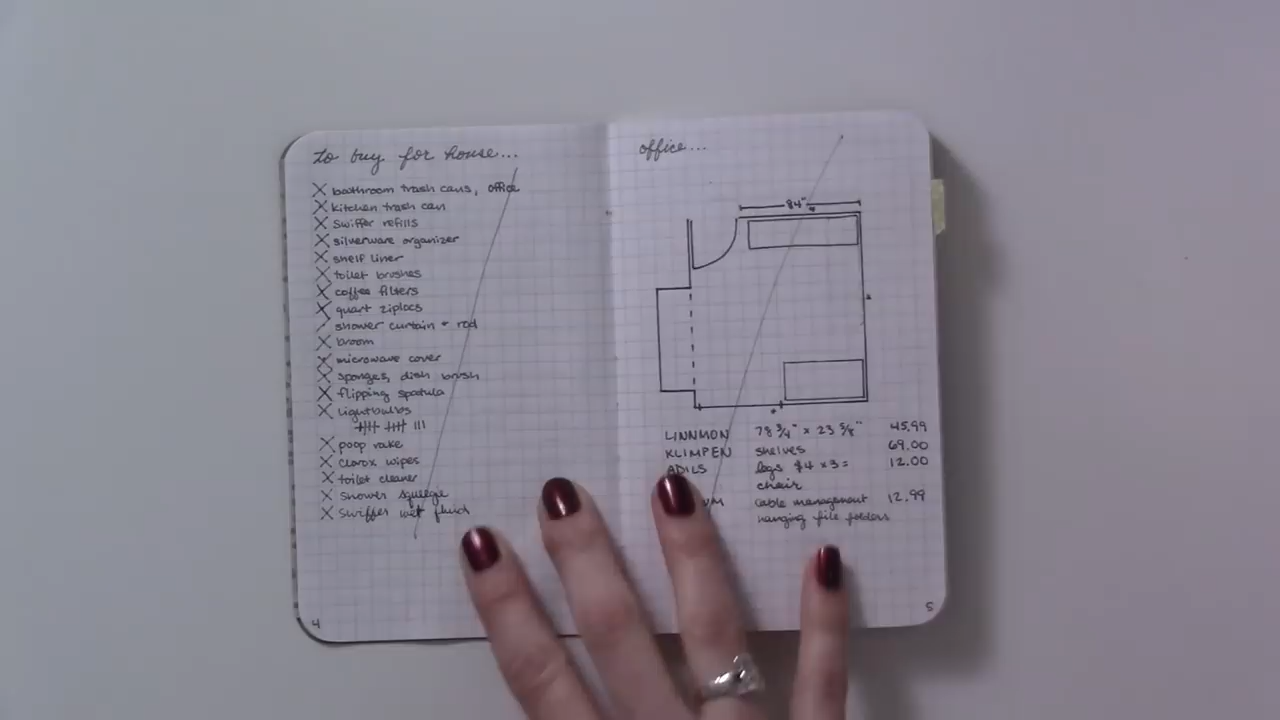 to buy for house...
bathroom trash cans, office
kitchen trash can
swiffer refills
silverware organizer
shelf liner
toilet brushes
coffee filters
quart ziplocs
shower curtain + rod
broom
microwave cover
sponges, dish brush
flipping spatula
lightbulbs
poop rake
clorox wipes
toilet cleaner
shower squegie
swiffer wet fluid
4
office...
84"
LINNMON 78 3/4" x 23 5/8" 45.99
KLIMPEN shelves 69.00
ADILS legs $4 x 3 = 12.00
chair
UM cable management 12.99
hanging file folders
5